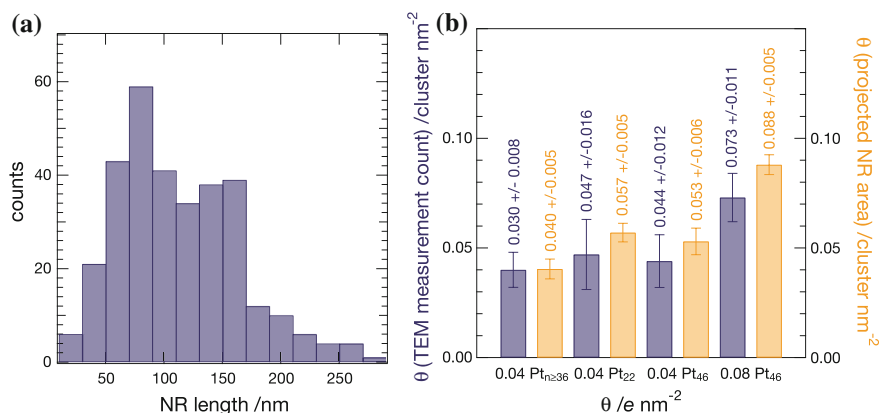 (a)
60
40
20
0
counts
50
100
150
200
250
NR length /nm
(b)
θ (TEM measurement count) /cluster nm-2
0.10
0.05
0.00
0.030 +/- 0.008
0.040 +/-0.005
0.047 +/-0.016
0.057 +/-0.005
0.044 +/-0.012
0.053 +/-0.006
0.073 +/-0.011
0.088 +/-0.005
0.04 Ptn≥36
0.04 Pt22
0.04 Pt46
0.08 Pt46
θ /e nm-2
0.10
0.05
0.00
θ (projected NR area) /cluster nm-2